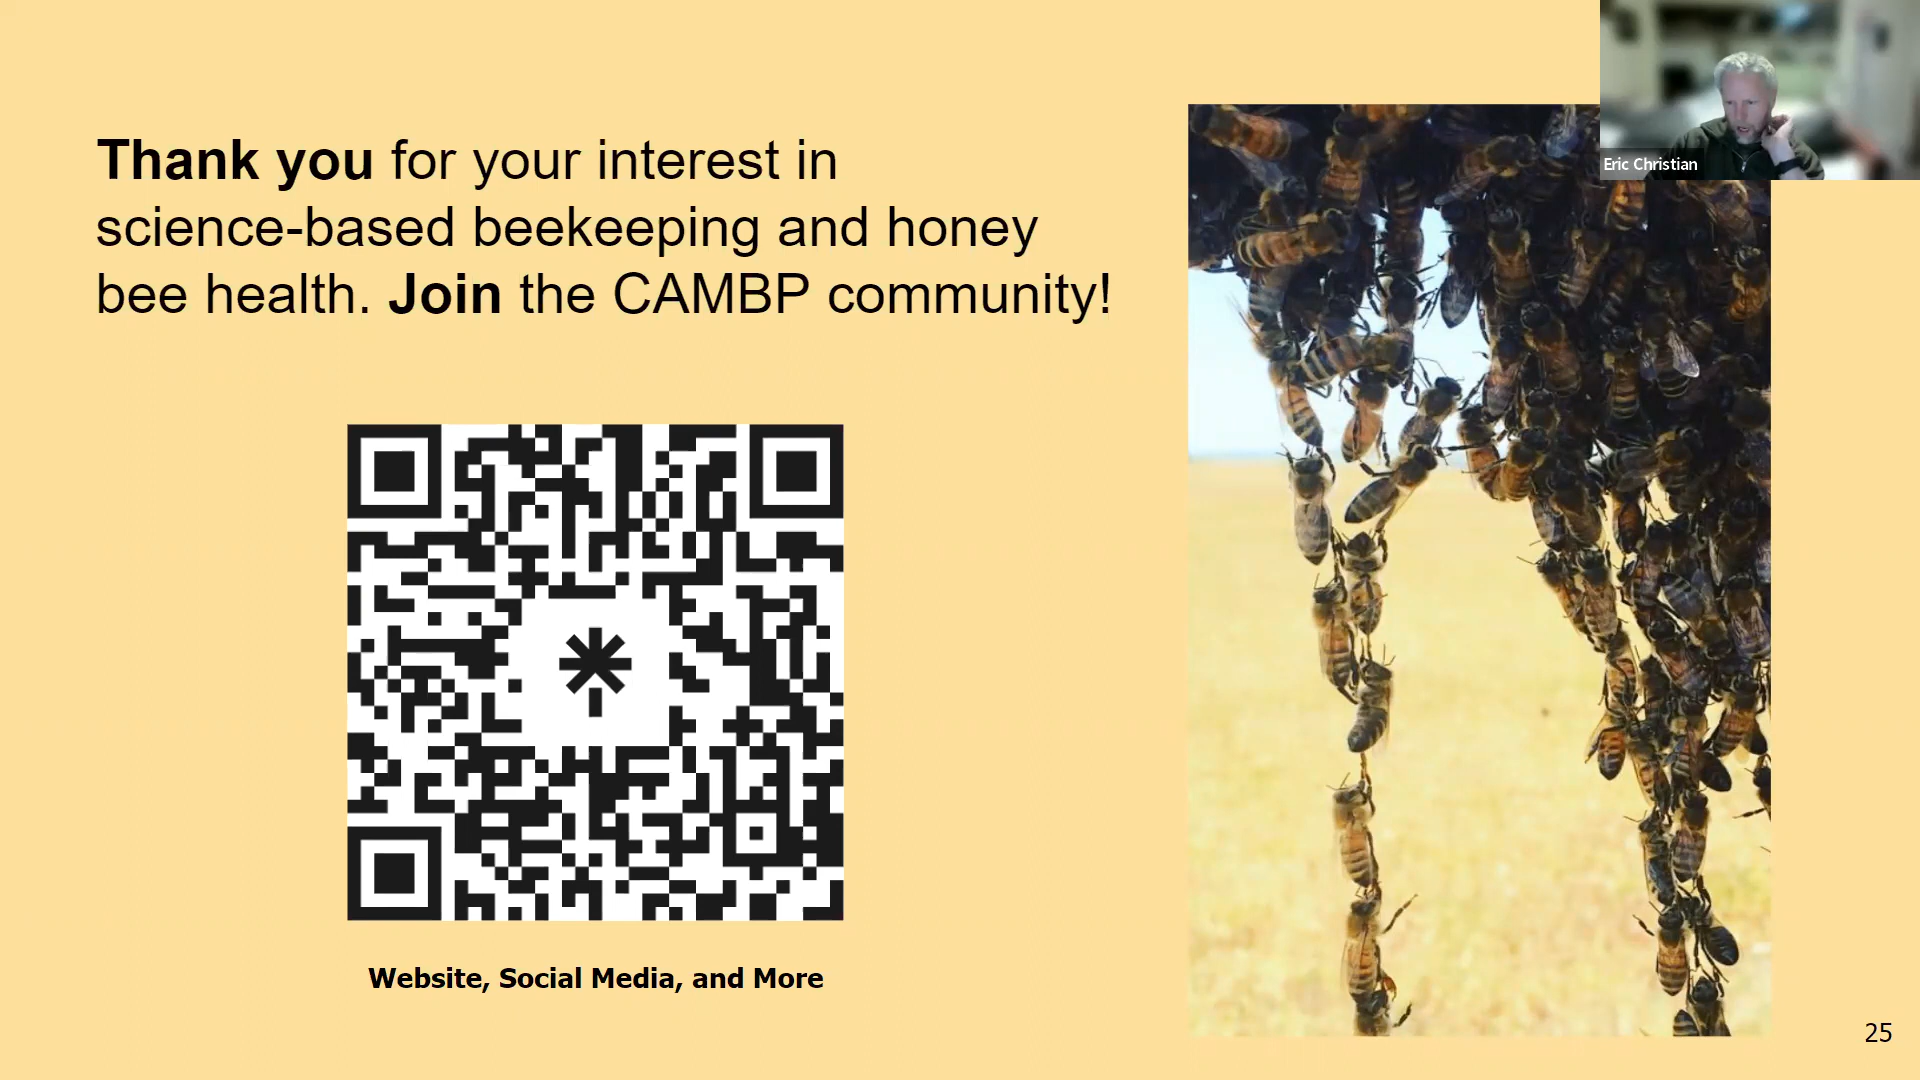 Thank you for your interest in
science-based beekeeping and honey
bee health. Join the CAMBP community!
Eric Christian
Website, Social Media, and More
25